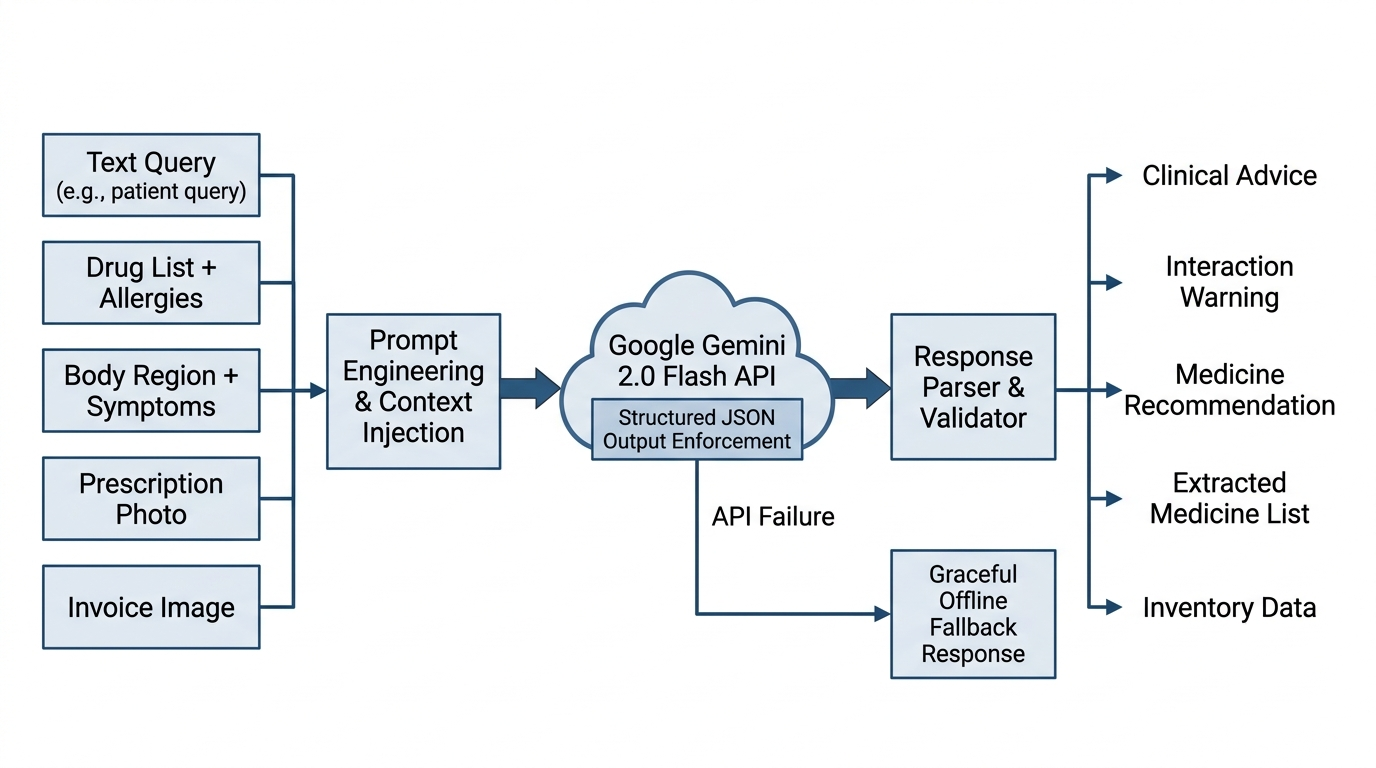 Text Query
(e.g., patient query)
Drug List +
Allergies
Body Region +
Symptoms
Prescription
Photo
Invoice Image
Prompt
Engineering
& Context
Injection
Google Gemini
2.0 Flash API
Structured JSON
Output Enforcement
API Failure
Response
Parser &
Validator
Graceful
Offline
Fallback
Response
Clinical Advice
Interaction
Warning
Medicine
Recommendation
Extracted
Medicine List
Inventory Data